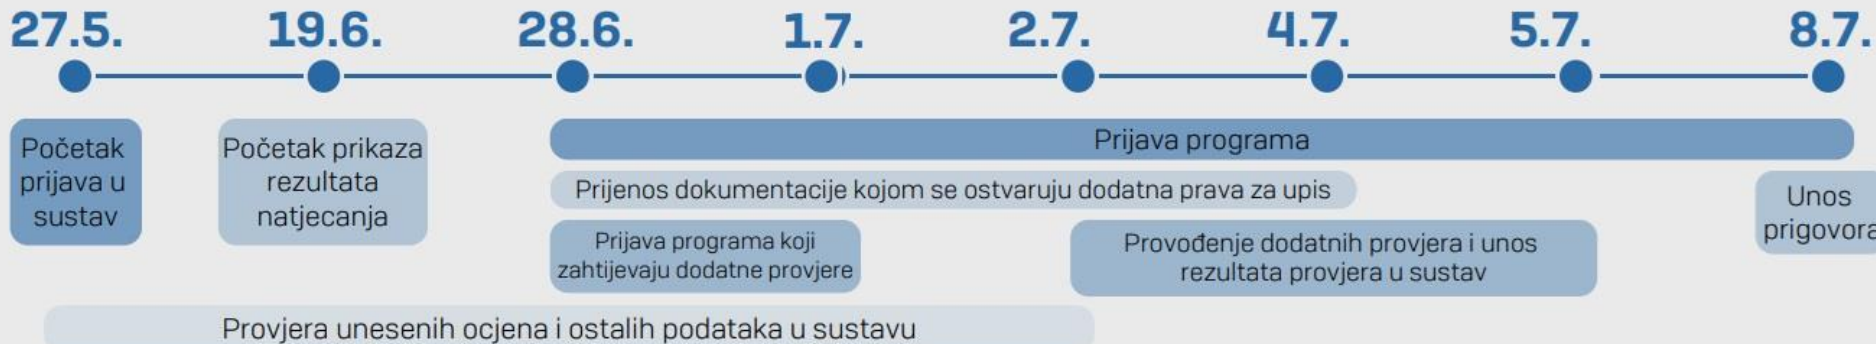 27.5. 19.6. 28.6. 1.7. 2.7. 4.7. 5.7. 8.7.
Početak
prijava u
sustav
Početak prikaza
rezultata
natjecanja
Prijava programa
Prijenos dokumentacije kojom se ostvaruju dodatna prava za upis
Prijava programa koji
zahtijevaju dodatne provjere
Provođenje dodatnih provjera i unos
rezultata provjera u sustav
Unos
prigovora
Provjera unesenih ocjena i ostalih podataka u sustavu